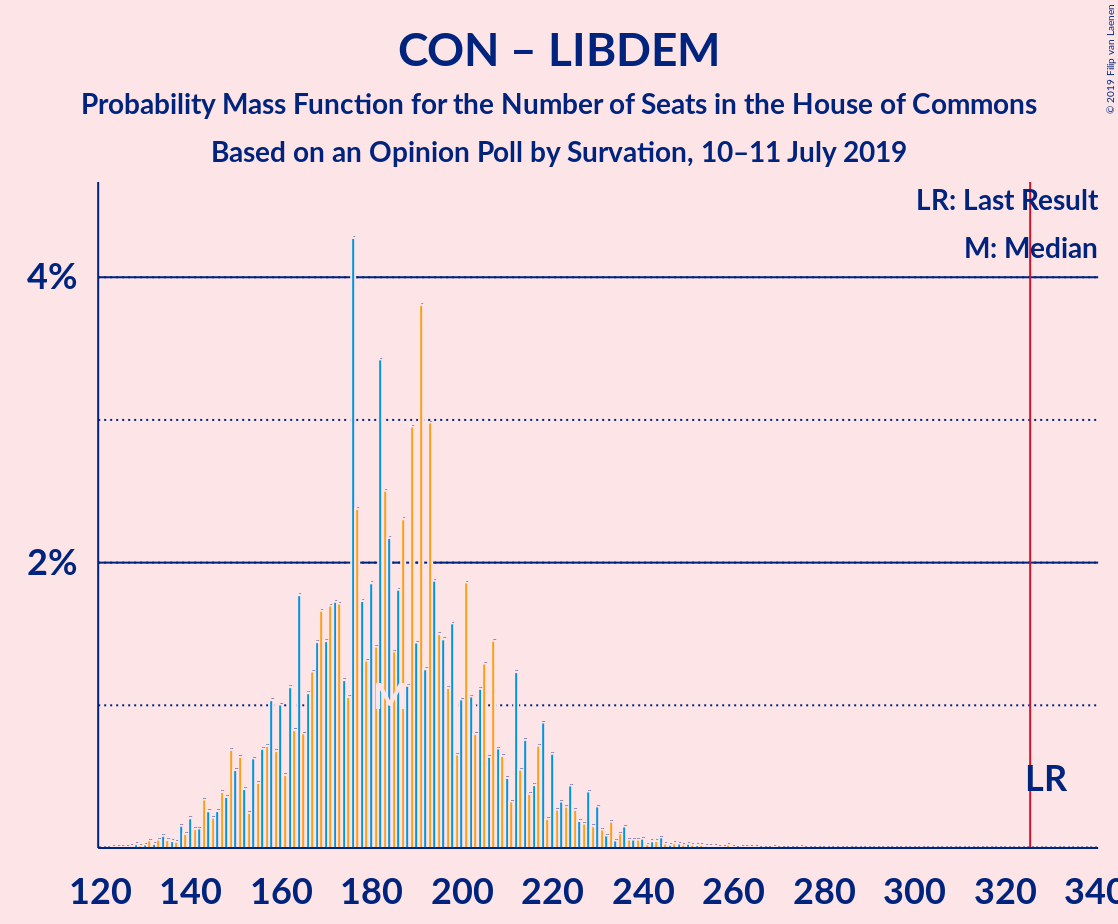 CON – LIBDEM
Probability Mass Function for the Number of Seats in the House of Commons
Based on an Opinion Poll by Survation, 10–11 July 2019
© 2019 Filip van Laenen
LR: Last Result
M: Median
4%
2%
M
LR
120 140 160 180 200 220 240 260 280 300 320 340